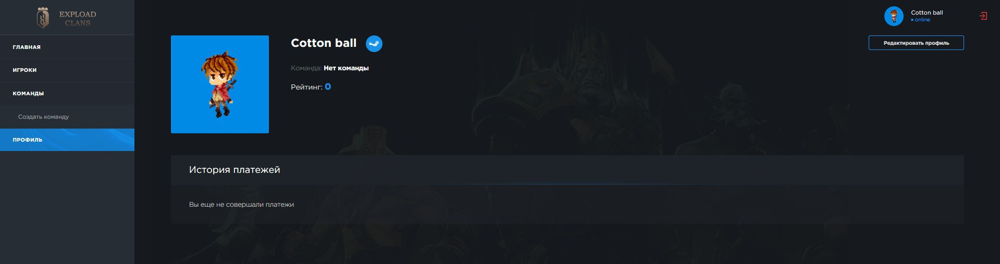 EXPLOAD
CLANS
ГЛАВНАЯ
ИГРОКИ
КОМАНДЫ
Создать команду
ПРОФИЛЬ
Cotton ball
online
Редактировать профиль
Cotton ball
Команда: Нет команды
Рейтинг: 0
История платежей
Вы еще не совершали платежи